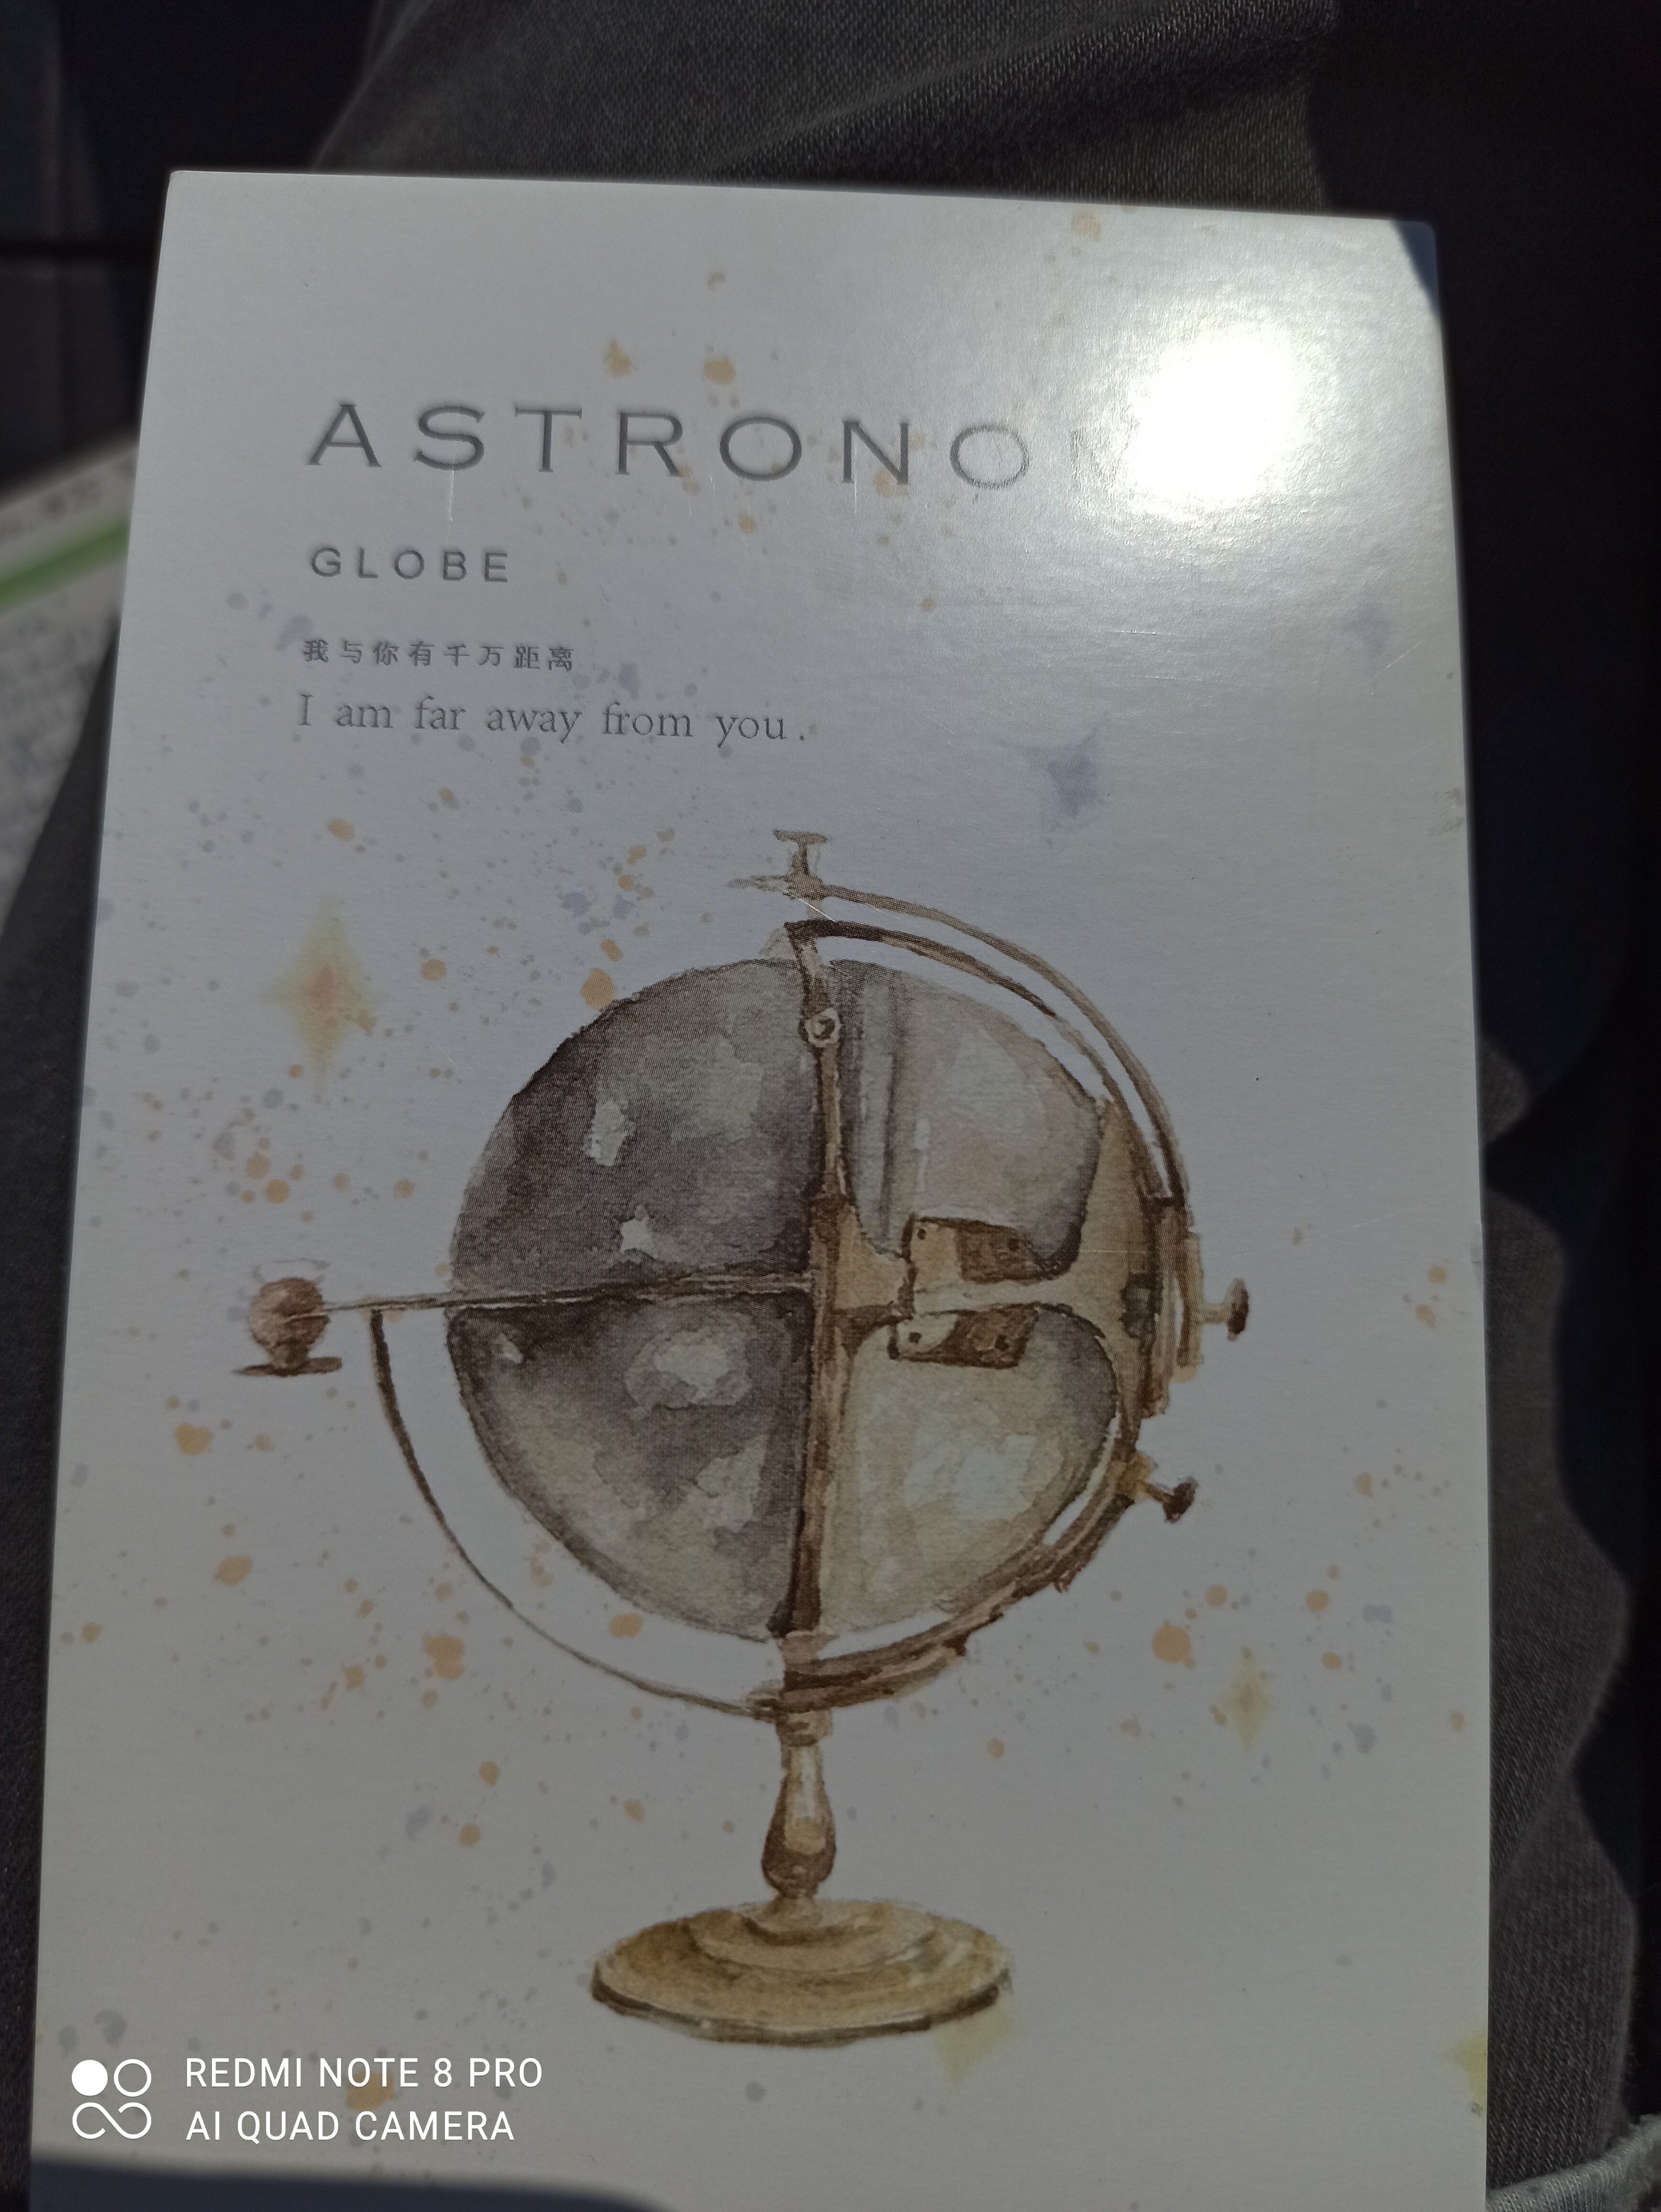 ASTRONOM
GLOBE
我与你有千万距离
I am far away from you.
REDMI NOTE 8 PRO
AI QUAD CAMERA